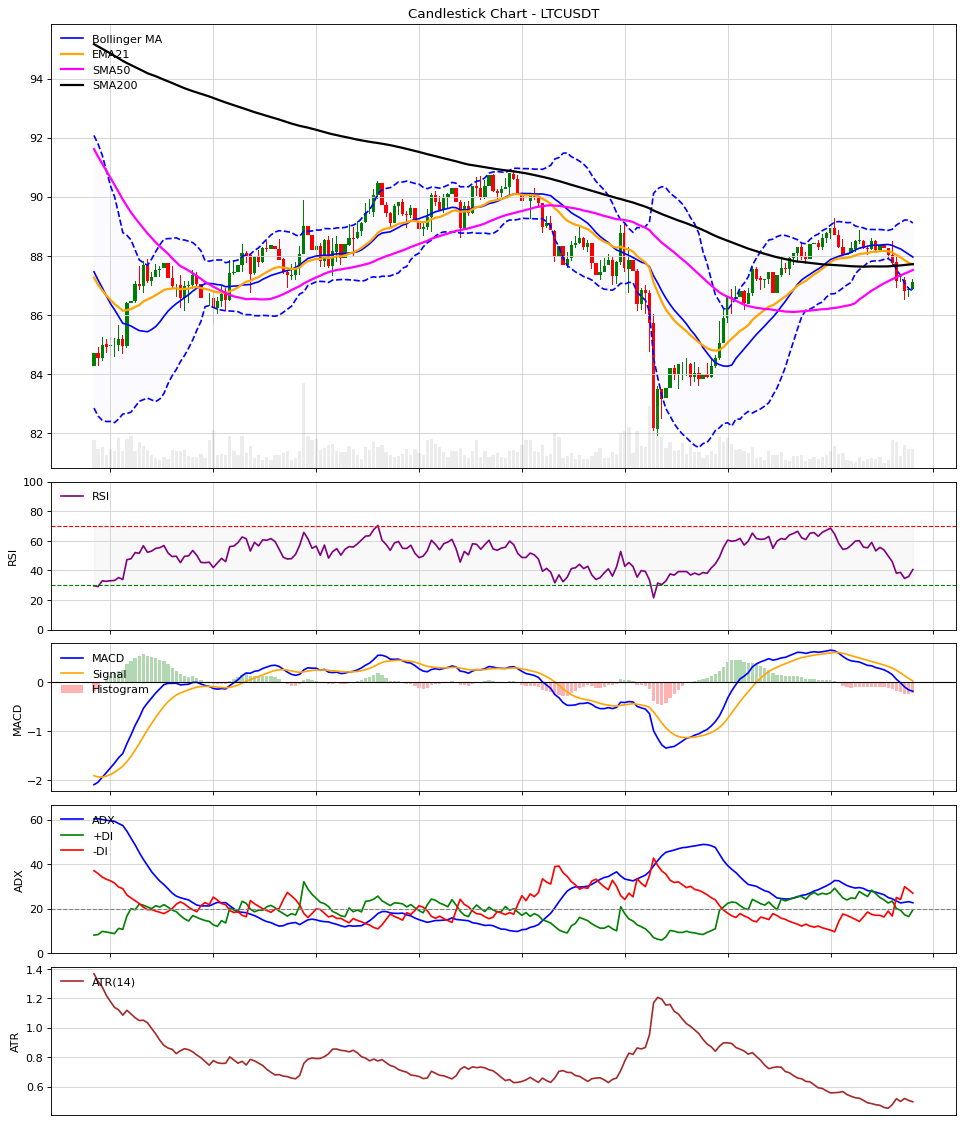 Candlestick Chart - LTCUSDT
Bollinger MA
EMA21
SMA50
SMA200
94
92
90
88
86
84
82
100
80
60
40
20
0
RSI
RSI
0
−1
−2
MACD
MACD
Signal
Histogram
60
40
20
0
ADX
ADX
+DI
-DI
1.4
1.2
1.0
0.8
0.6
ATR
ATR(14)